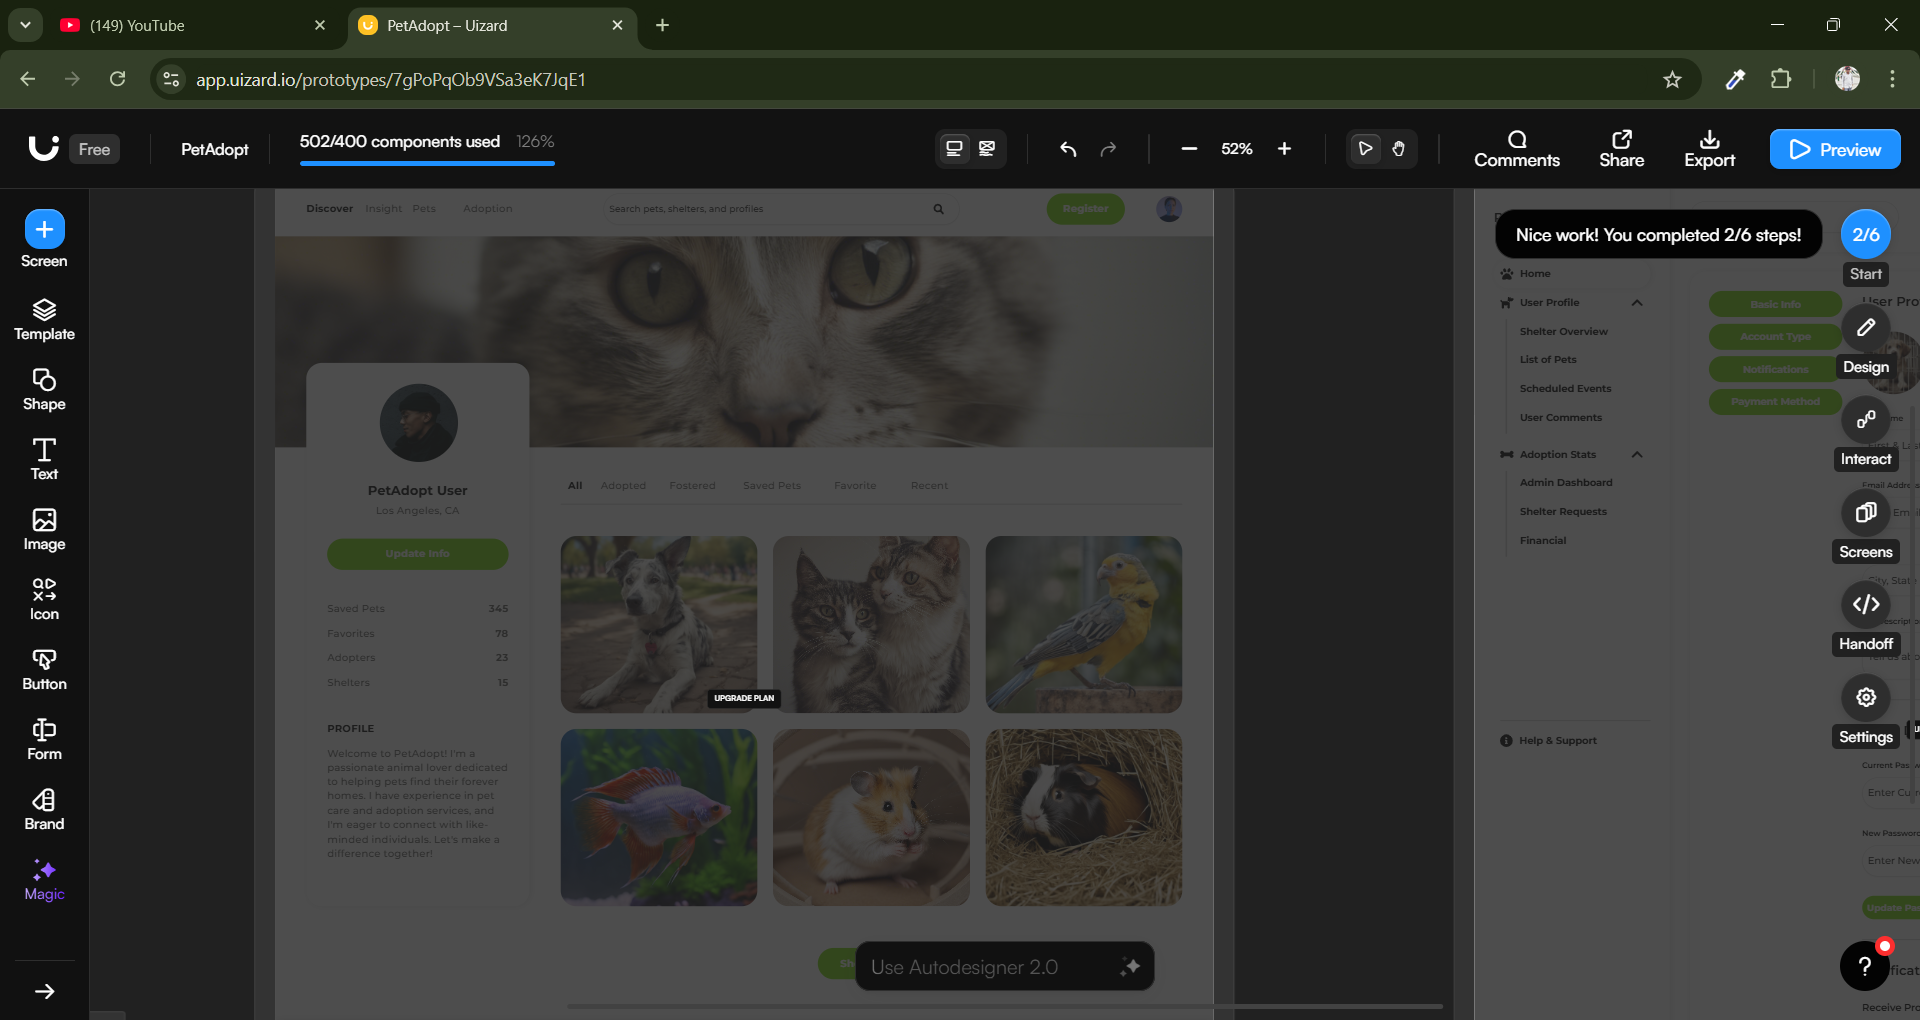 (149) YouTube
PetAdopt – Uizard
app.uizard.io/prototypes/7gPoPqOb9VSa3eK7JqE1
Free
PetAdopt
502/400 components used 126%
52%
Comments
Share
Export
Preview
Screen
Template
Shape
Text
Image
Icon
Button
Form
Brand
Magic
Discover Insight Pets Adoption
Search pets, shelters, and profiles
Register
PetAdopt User
Los Angeles, CA
Update Info
Saved Pets 345
Favorites 78
Adopters 23
Shelters 15
PROFILE
Welcome to PetAdopt! I'm a
passionate animal lover dedicated
to helping pets find their forever
homes. I have experience in pet
care and adoption services, and
I'm eager to connect with like-
minded individuals. Let's make a
difference together!
All Adopted Fostered Saved Pets Favorite Recent
UPGRADE PLAN
Sh
Use Autodesigner 2.0
Nice work! You completed 2/6 steps!
2/6
Start
Design
Interact
Screens
Handoff
Settings
Home
User Profile
Shelter Overview
List of Pets
Scheduled Events
User Comments
Adoption Stats
Admin Dashboard
Shelter Requests
Financial
Help & Support
Basic Info
Account Type
Notifications
Payment Method
User Pro
Email Addres
City, State
Current Pas
Enter Cur
New Password
Enter New
Update Pas
ficat
Receive Pro
?